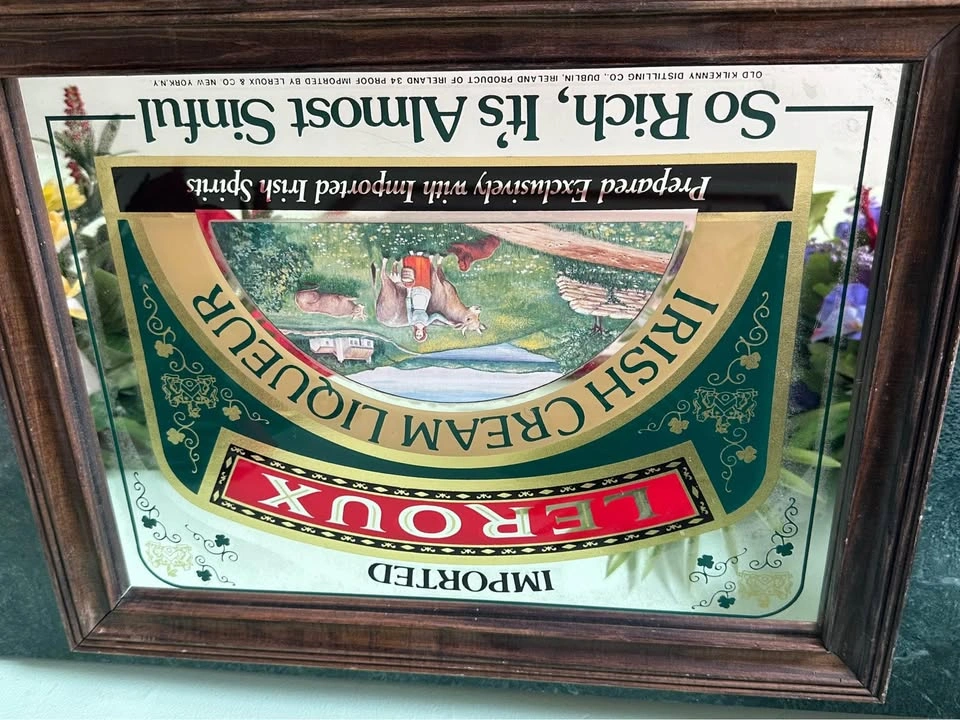 IMPORTED
LEROUX
IRISH CREAM LIQUEUR
Prepared Exclusively with Imported Irish Spirits
So Rich, It's Almost Sinful
OLD KILKENNY DISTILLING CO., DUBLIN, IRELAND PRODUCT OF IRELAND 34 PROOF IMPORTED BY LEROUX & CO. NEW YORK,N.Y.